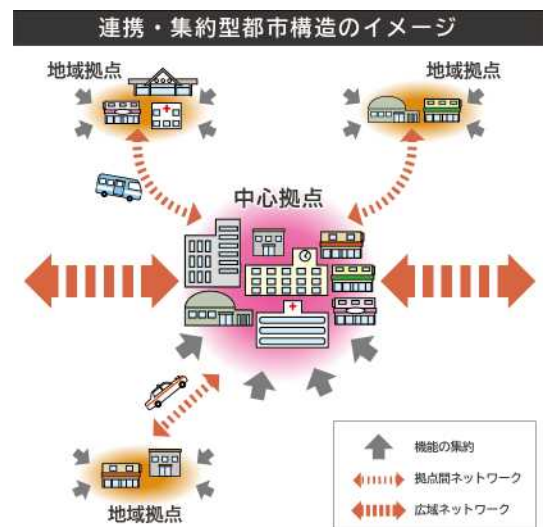 連携・集約型都市構造のイメージ
地域拠点
地域拠点
中心拠点
地域拠点
機能の集約
拠点間ネットワーク
広域ネットワーク